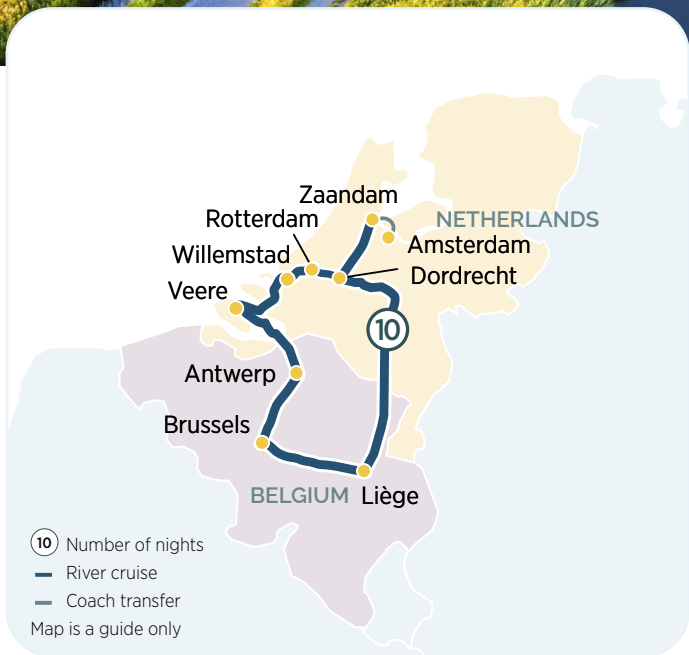 Zaandam
Rotterdam
NETHERLANDS
Willemstad
Amsterdam
Dordrecht
Veere
10
Antwerp
Brussels
BELGIUM
Liège
10 Number of nights
River cruise
Coach transfer
Map is a guide only